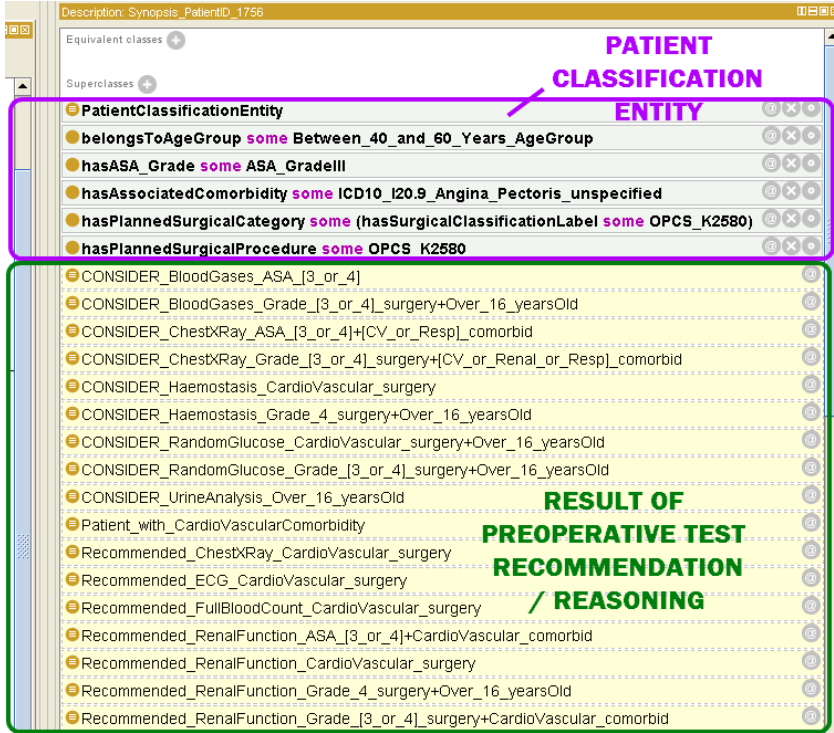 Description: Synopsis_PatientID_1756
Equivalent classes
Superclasses
PATIENT
CLASSIFICATION
ENTITY
PatientClassificationEntity
belongsToAgeGroup some Between_40_and_60_Years_AgeGroup
hasASA_Grade some ASA_GradeIII
hasAssociatedComorbidity some ICD10_I20.9_Angina_Pectoris_unspecified
hasPlannedSurgicalCategory some (hasSurgicalClassificationLabel some OPCS_K2580)
hasPlannedSurgicalProcedure some OPCS_K2580
CONSIDER_BloodGases_ASA_[3_or_4]
CONSIDER_BloodGases_Grade_[3_or_4]_surgery+Over_16_yearsOld
CONSIDER_ChestXRay_ASA_[3_or_4]+[CV_or_Resp]_comorbid
CONSIDER_ChestXRay_Grade_[3_or_4]_surgery+[CV_or_Renal_or_Resp]_comorbid
CONSIDER_Haemostasis_CardioVascular_surgery
CONSIDER_Haemostasis_Grade_4_surgery+Over_16_yearsOld
CONSIDER_RandomGlucose_CardioVascular_surgery+Over_16_yearsOld
CONSIDER_RandomGlucose_Grade_[3_or_4]_surgery+Over_16_yearsOld
CONSIDER_UrineAnalysis_Over_16_yearsOld
Patient_with_CardioVascularComorbidity
Recommended_ChestXRay_CardioVascular_surgery
Recommended_ECG_CardioVascular_surgery
Recommended_FullBloodCount_CardioVascular_surgery
Recommended_RenalFunction_ASA_[3_or_4]+CardioVascular_comorbid
Recommended_RenalFunction_CardioVascular_surgery
Recommended_RenalFunction_Grade_4_surgery+Over_16_yearsOld
Recommended_RenalFunction_Grade_[3_or_4]_surgery+CardioVascular_comorbid
RESULT OF
PREOPERATIVE TEST
RECOMMENDATION
/ REASONING